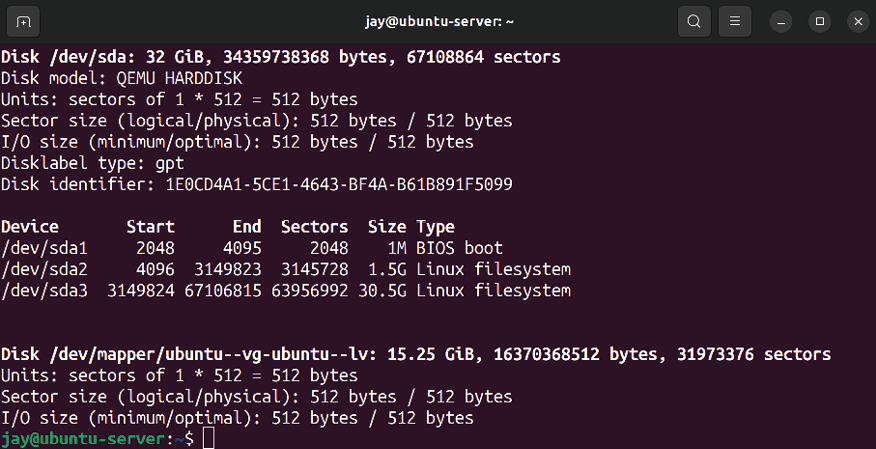 jay@ubuntu-server: ~
Disk /dev/sda: 32 GiB, 34359738368 bytes, 67108864 sectors
Disk model: QEMU HARDDISK
Units: sectors of 1 * 512 = 512 bytes
Sector size (logical/physical): 512 bytes / 512 bytes
I/O size (minimum/optimal): 512 bytes / 512 bytes
Disklabel type: gpt
Disk identifier: 1E0CD4A1-5CE1-4643-BF4A-B61B891F5099
Device       Start      End  Sectors  Size Type
/dev/sda1     2048     4095     2048    1M BIOS boot
/dev/sda2     4096  3149823  3145728  1.5G Linux filesystem
/dev/sda3  3149824 67106815 63956992 30.5G Linux filesystem
Disk /dev/mapper/ubuntu--vg-ubuntu--lv: 15.25 GiB, 16370368512 bytes, 31973376 sectors
Units: sectors of 1 * 512 = 512 bytes
Sector size (logical/physical): 512 bytes / 512 bytes
I/O size (minimum/optimal): 512 bytes / 512 bytes
jay@ubuntu-server:~$